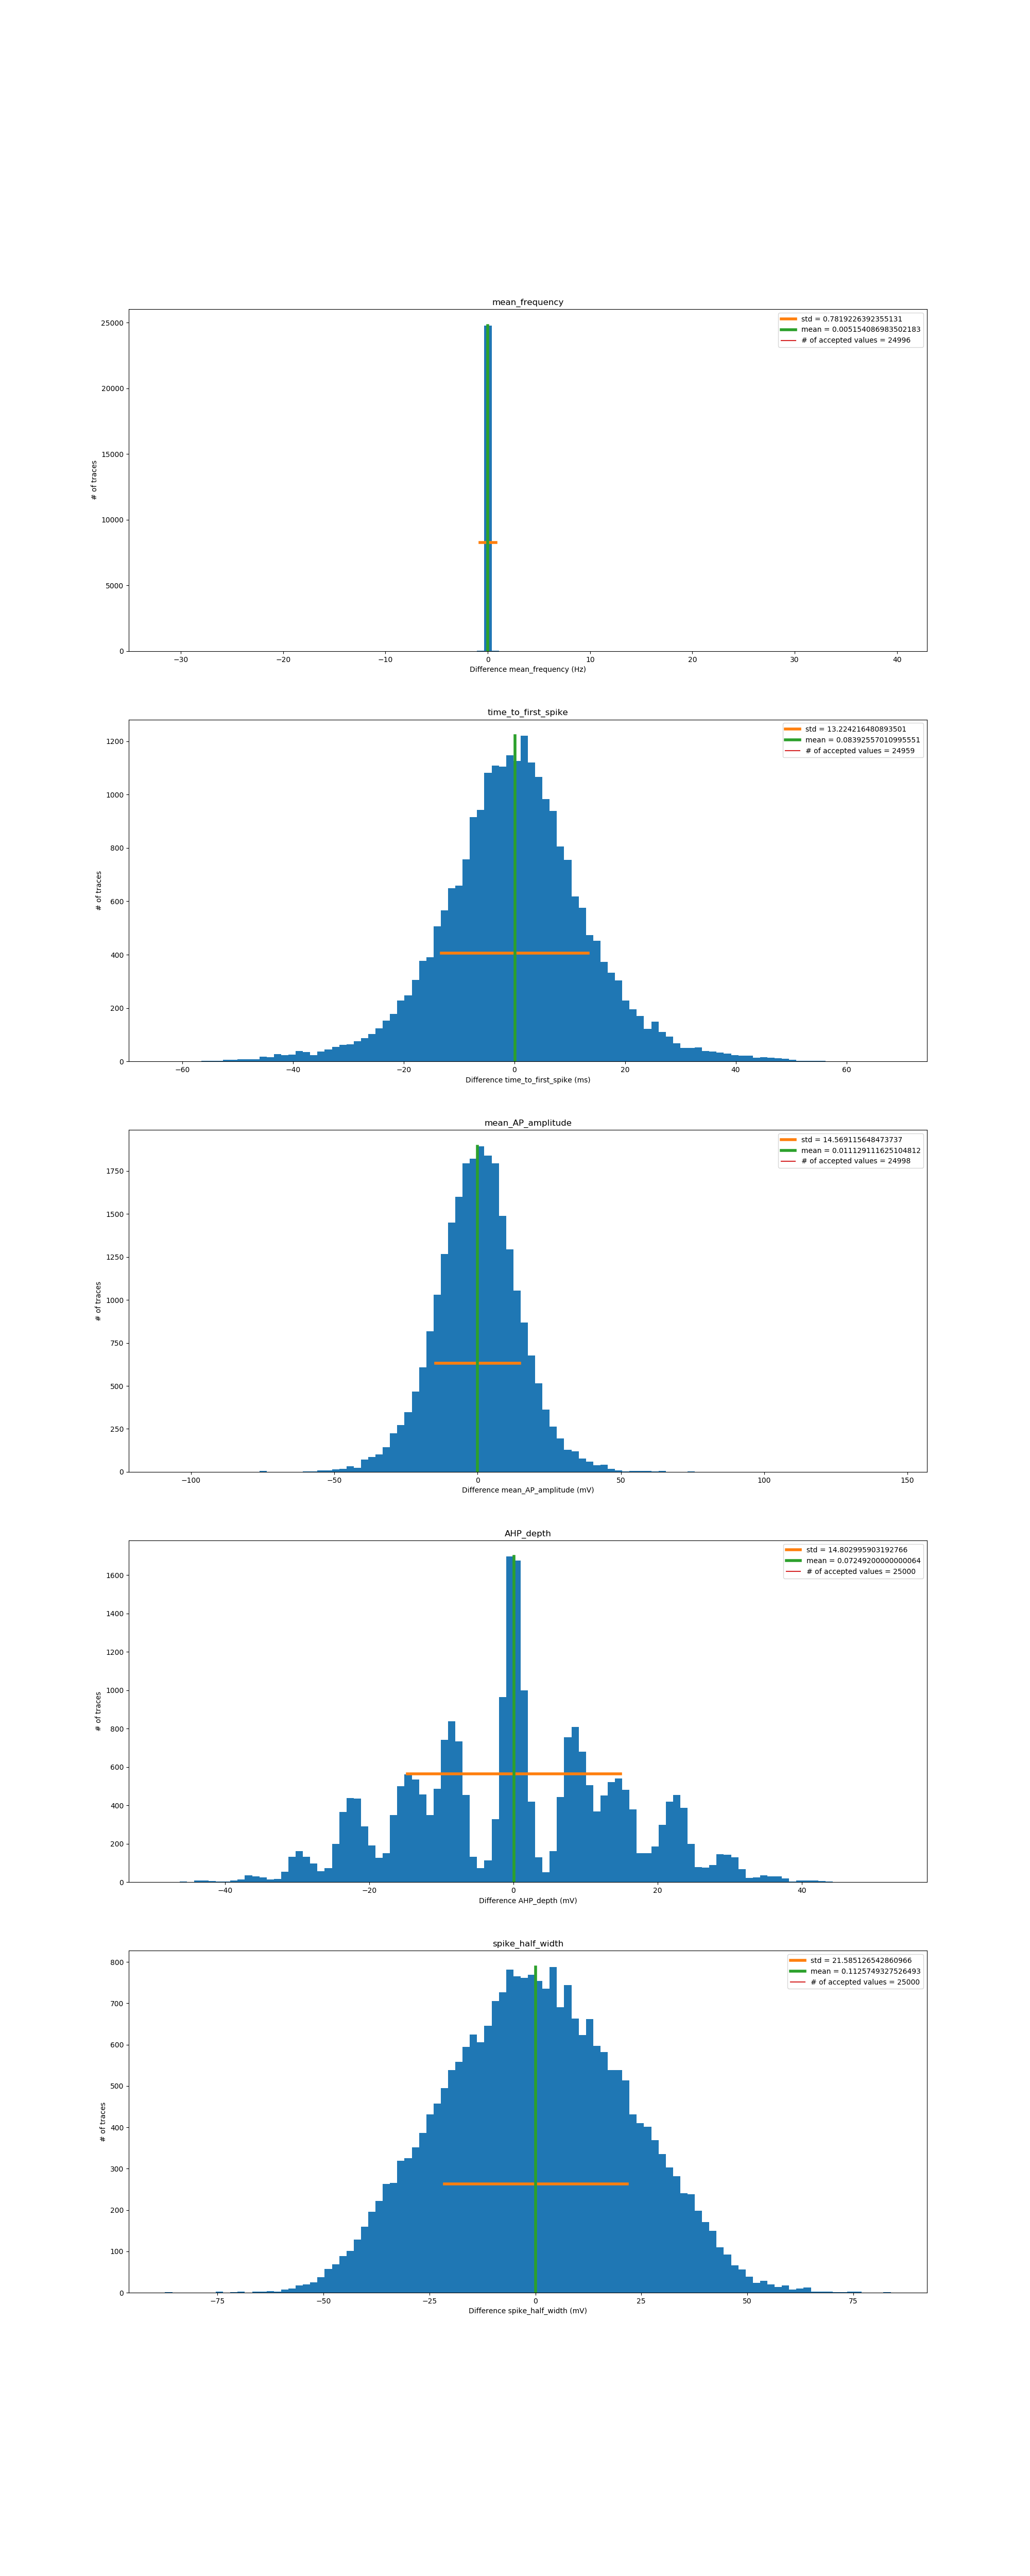 mean_frequency
std = 0.7819226392355131
mean = 0.005154086983502183
# of accepted values = 24996
25000
20000
15000
10000
5000
0
# of traces
−30 −20 −10 0 10 20 30 40
Difference mean_frequency (Hz)
time_to_first_spike
std = 13.224216480893501
mean = 0.08392557010995551
# of accepted values = 24959
1200
1000
800
600
400
200
0
# of traces
−60 −40 −20 0 20 40 60
Difference time_to_first_spike (ms)
mean_AP_amplitude
std = 14.569115648473737
mean = 0.011129111625104812
# of accepted values = 24998
1750
1500
1250
1000
750
500
250
0
# of traces
−100 −50 0 50 100 150
Difference mean_AP_amplitude (mV)
AHP_depth
std = 14.802995903192766
mean = 0.07249200000000064
# of accepted values = 25000
1600
1400
1200
1000
800
600
400
200
0
# of traces
−40 −20 0 20 40
Difference AHP_depth (mV)
spike_half_width
std = 21.585126542860966
mean = 0.1125749327526493
# of accepted values = 25000
800
700
600
500
400
300
200
100
0
# of traces
−75 −50 −25 0 25 50 75
Difference spike_half_width (mV)